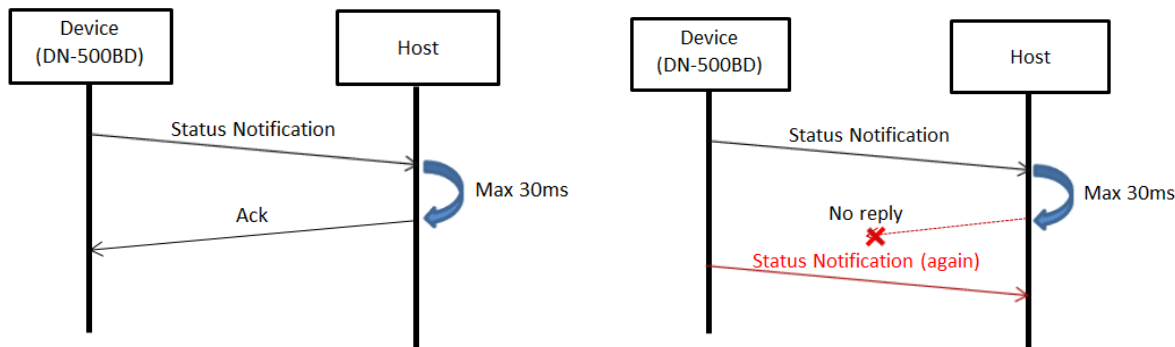 Device
(DN-500BD)
Host
Status Notification
Max 30ms
Ack
Device
(DN-500BD)
Host
Status Notification
Max 30ms
No reply
Status Notification (again)